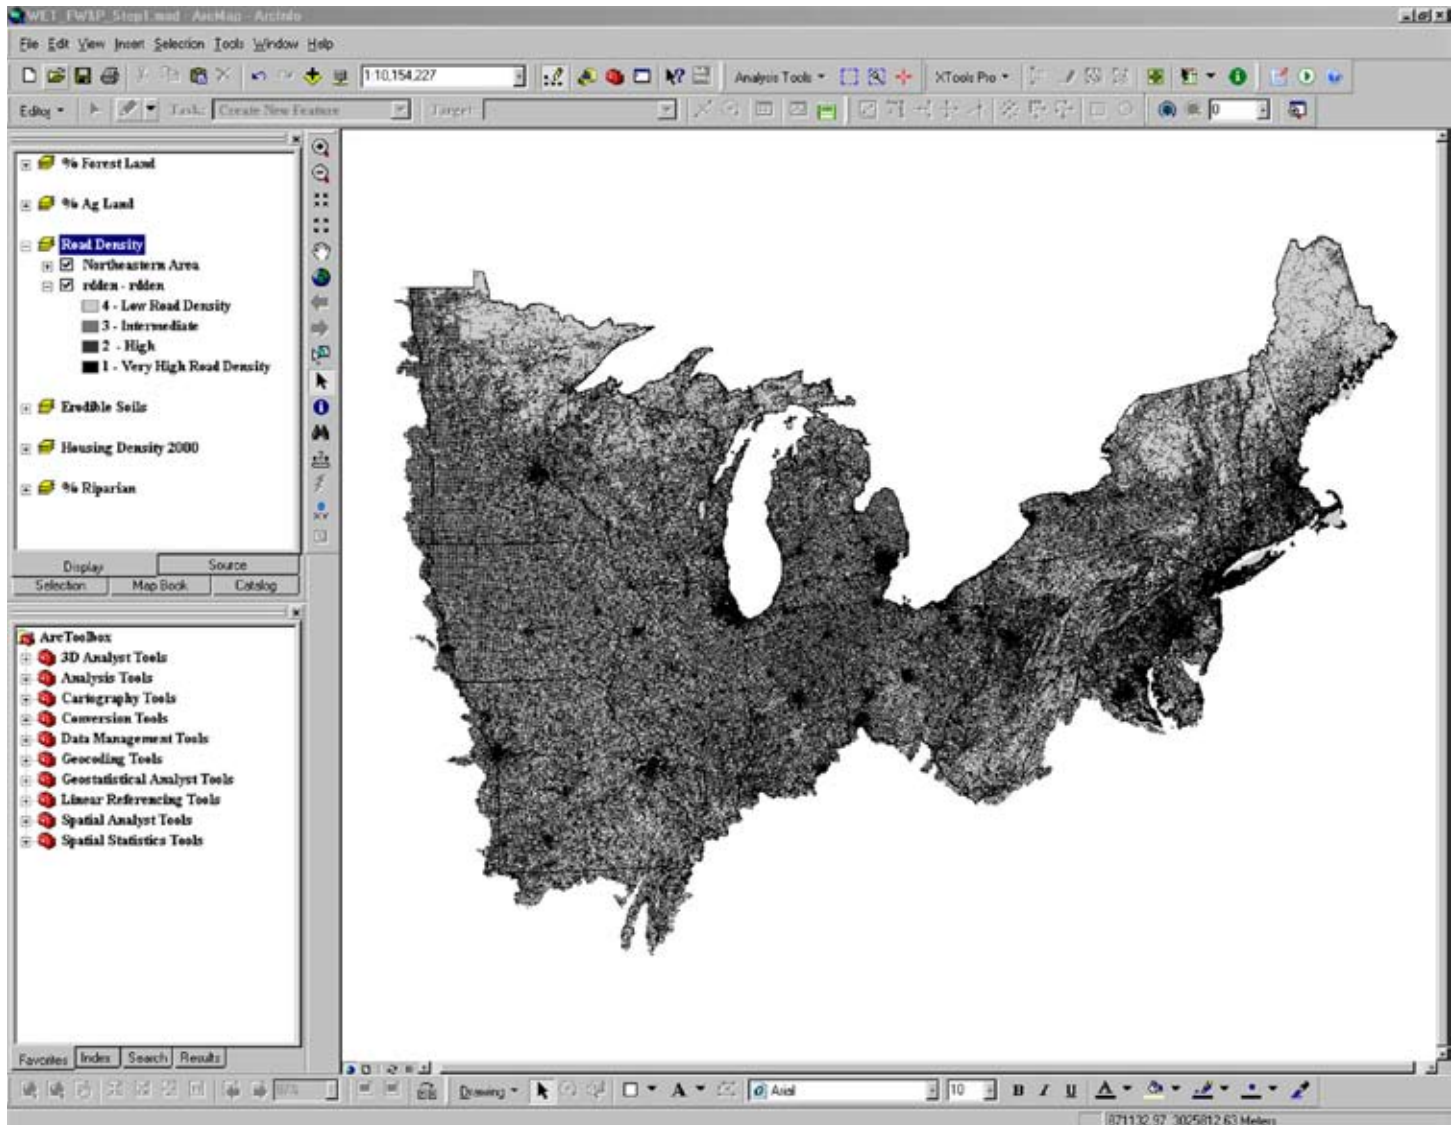 WET_FW&P_Step1.mxd - ArcMap - ArcInfo
File Edit View Insert Selection Tools Window Help
1:10,154,227
Analysis Tools
XTools Pro
Editor
Task:
Create New Feature
Target:
0
% Forest Land
% Ag Land
Road Density
Northeastern Area
rdden - rdden
4 - Low Road Density
3 - Intermediate
2 - High
1 - Very High Road Density
Erodible Soils
Housing Density 2000
% Riparian
Display Source
Selection Map Book Catalog
ArcToolbox
3D Analyst Tools
Analysis Tools
Cartography Tools
Conversion Tools
Data Management Tools
Geocoding Tools
Geostatistical Analyst Tools
Linear Referencing Tools
Spatial Analyst Tools
Spatial Statistics Tools
Favorites Index Search Results
Drawing
A
Arial
10
B I U A
871132.97 3025812.63 Meters